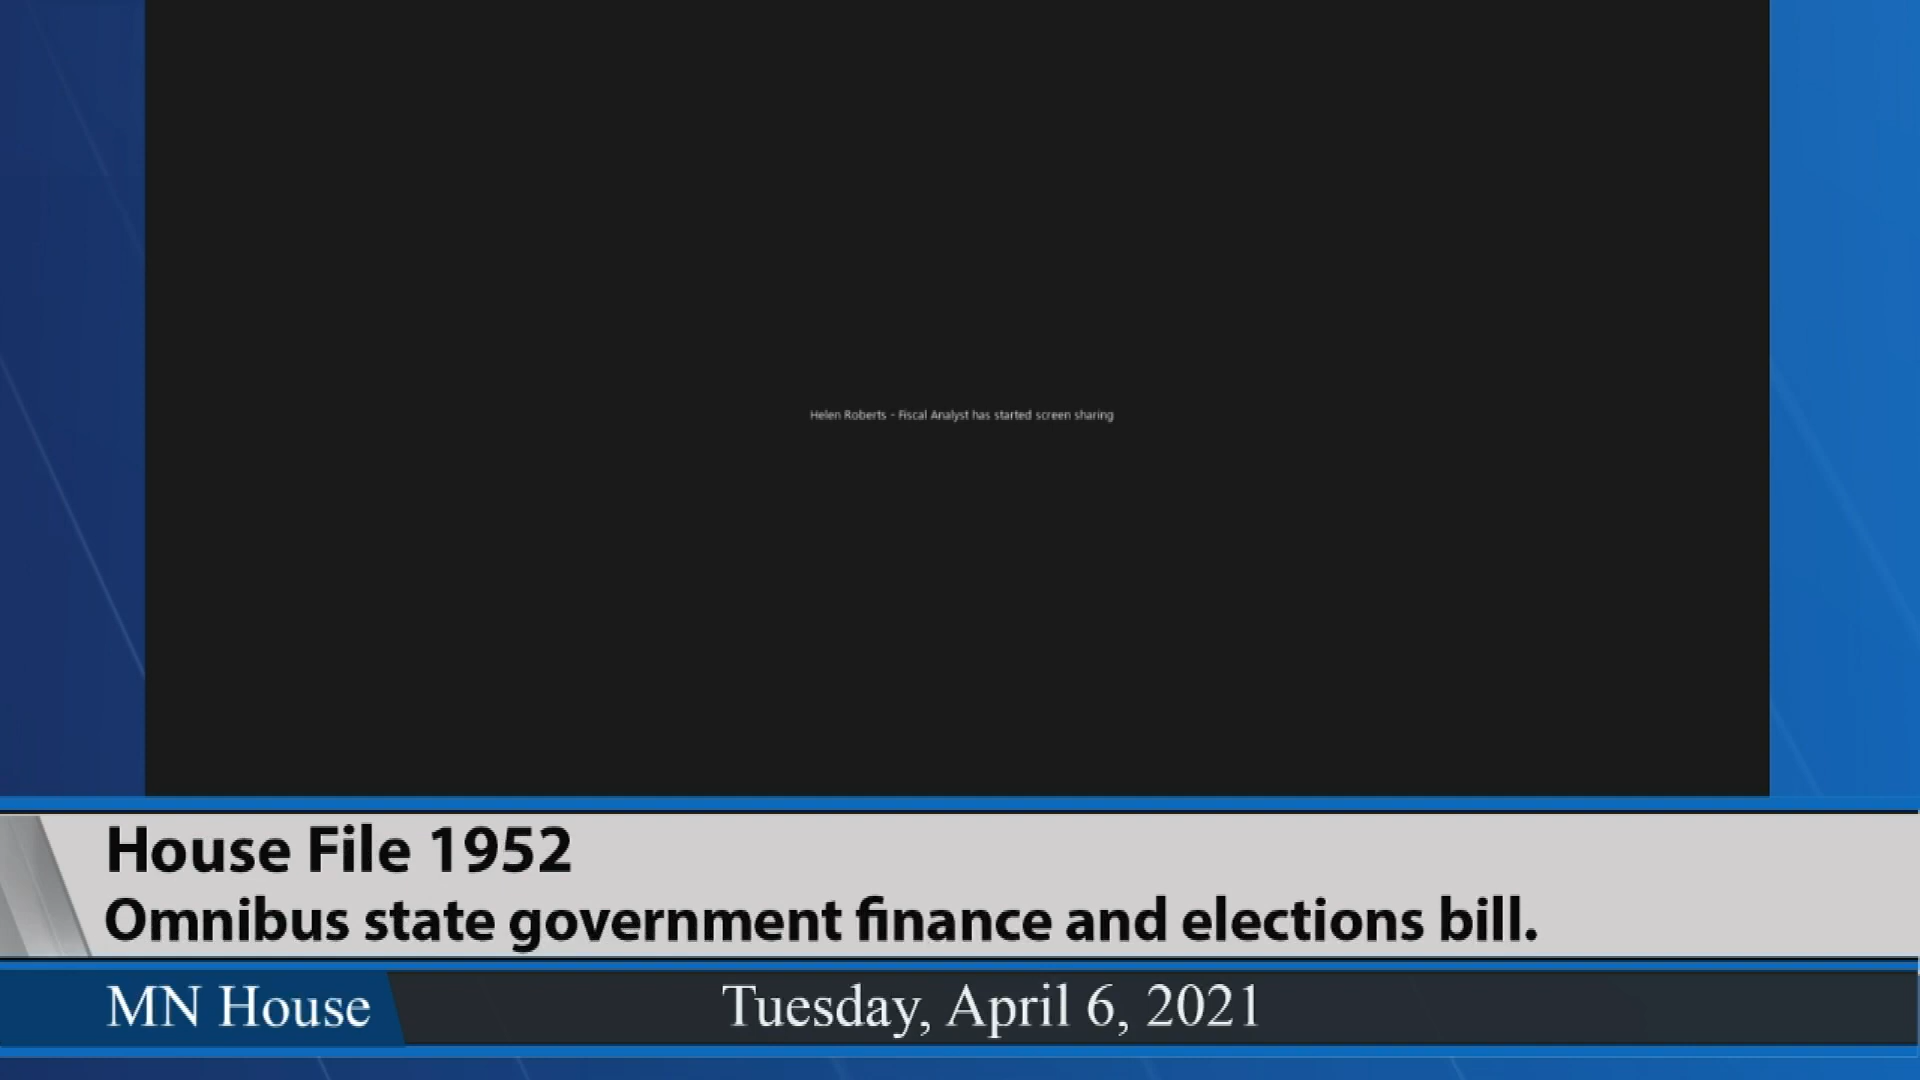 Helen Roberts - Fiscal Analyst has started screen sharing
House File 1952
Omnibus state government finance and elections bill.
MN House
Tuesday, April 6, 2021